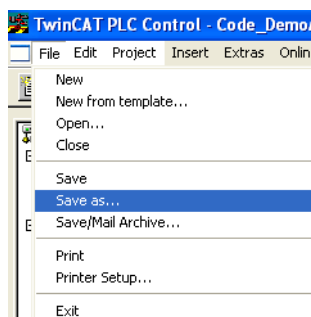 TwinCAT PLC Control - Code_Demo
File Edit Project Insert Extras Onlin
New
New from template...
Open...
Close
Save
Save as...
Save/Mail Archive...
Print
Printer Setup...
Exit